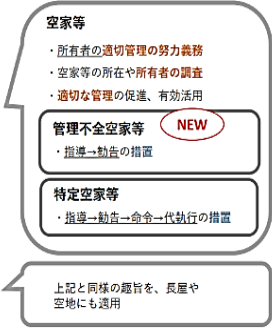 空家等
・所有者の適切管理の努力義務
・空家等の所在や所有者の調査
・適切な管理の促進、有効活用
管理不全空家等 NEW
・指導→勧告の措置
特定空家等
・指導→勧告→命令→代執行の措置
上記と同様の趣旨を、長屋や
空地にも適用